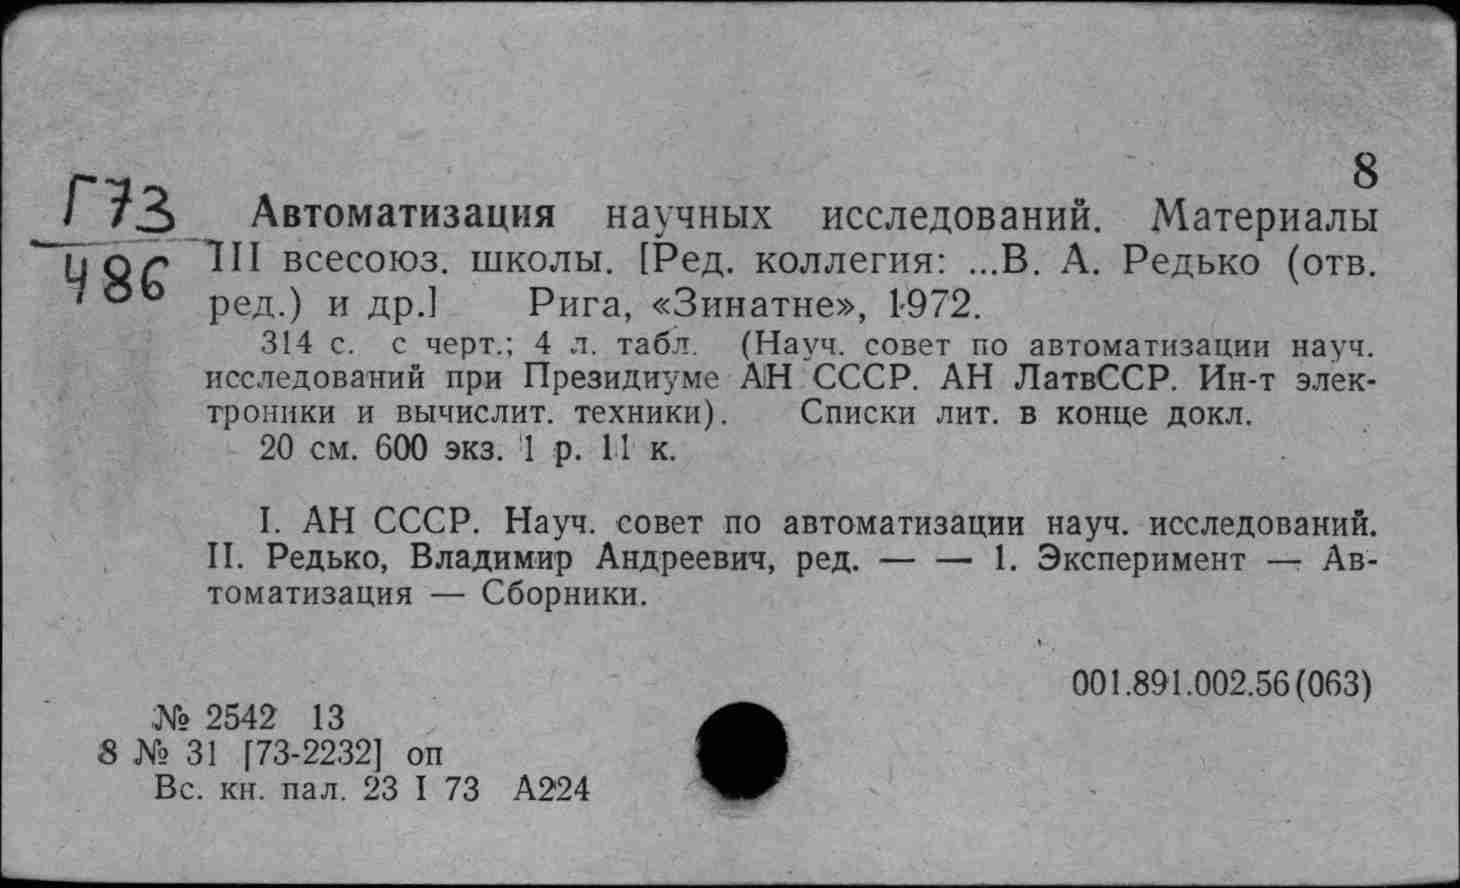 8
Г73
486
Автоматизация научных исследований. Материалы
III всесоюз. школы. [Ред. коллегия: ...В. А. Редько (отв.
ред.) и др.] Рига, «Зинатне», 1972.
314 с. с черт.; 4 л. табл. (Науч. совет по автоматизации науч.
исследований при Президиуме АН СССР. АН ЛатвССР. Ин-т элек-
троники и вычислит. техники). Списки лит. в конце докл.
20 см. 600 экз. 1 р. 11 к.
I. АН СССР. Науч. совет по автоматизации науч. исследований.
II. Редько, Владимир Андреевич, ред. — — 1. Эксперимент — Ав-
томатизация — Сборники.
001.891.002.56(063)
№ 2542 13
8 № 31 [73-2232] оп
Вс. кн. пал. 23 I 73 А224